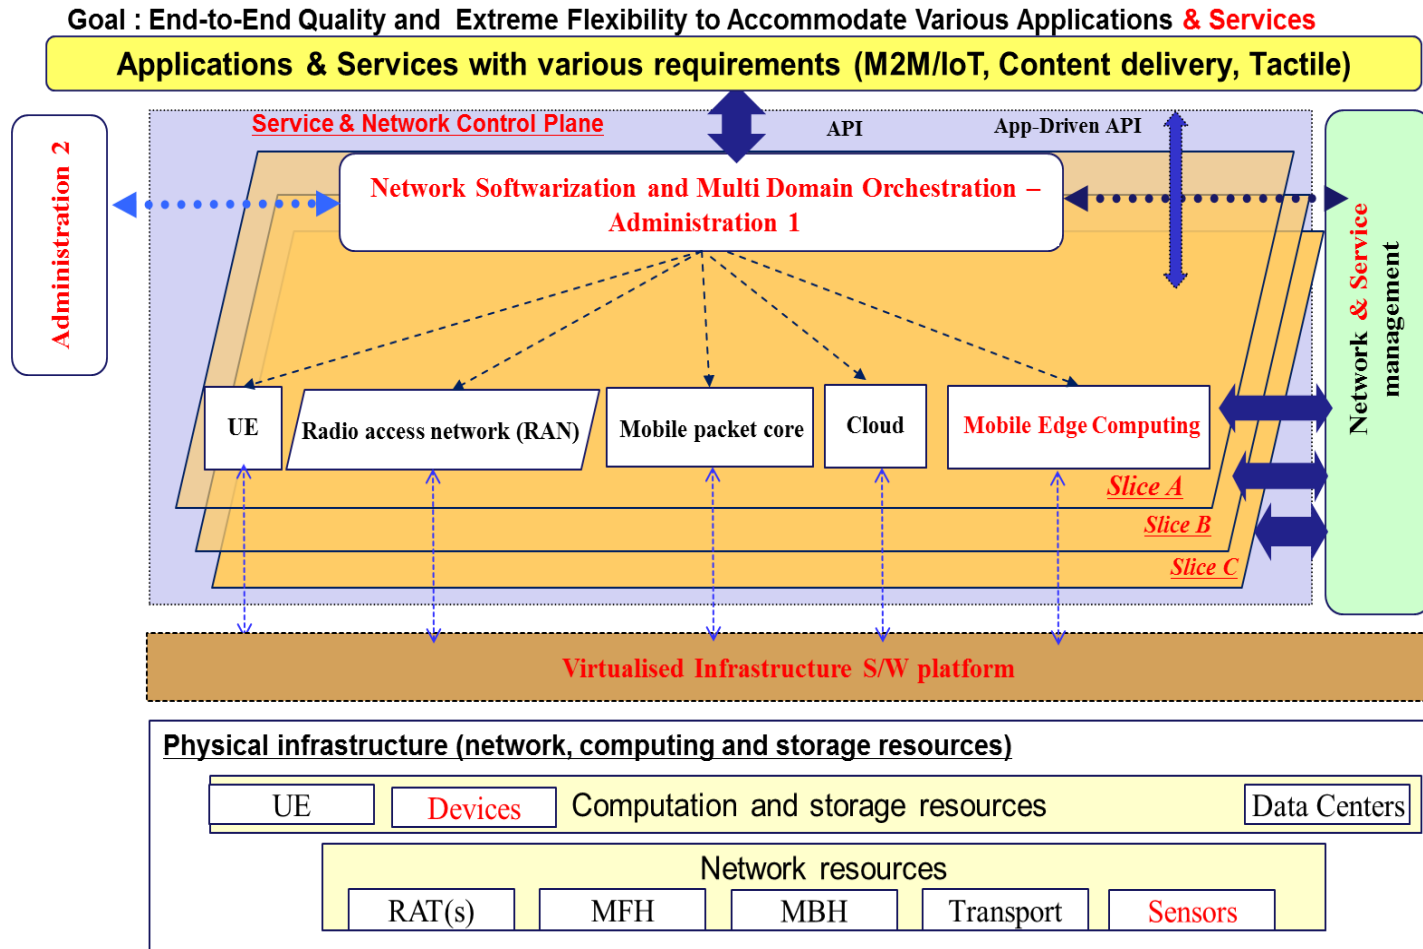 Goal : End-to-End Quality and Extreme Flexibility to Accommodate Various Applications & Services
Applications & Services with various requirements (M2M/IoT, Content delivery, Tactile)
Service & Network Control Plane
API
App-Driven API
Administration 2
Network Softwarization and Multi Domain Orchestration –
Administration 1
Network & Service
management
UE
Radio access network (RAN)
Mobile packet core
Cloud
Mobile Edge Computing
Slice A
Slice B
Slice C
Virtualised Infrastructure S/W platform
Physical infrastructure (network, computing and storage resources)
UE
Devices
Computation and storage resources
Data Centers
Network resources
RAT(s)
MFH
MBH
Transport
Sensors